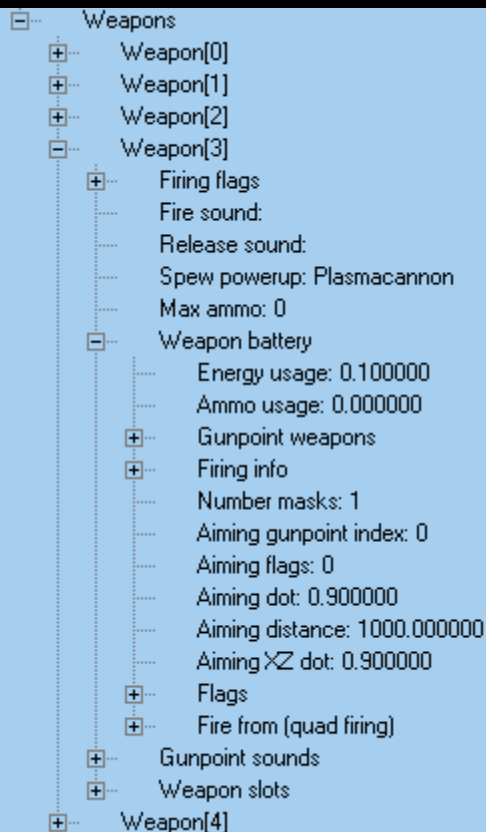 Weapons
Weapon[0]
Weapon[1]
Weapon[2]
Weapon[3]
Firing flags
Fire sound:
Release sound:
Spew powerup: Plasmacannon
Max ammo: 0
Weapon battery
Energy usage: 0.100000
Ammo usage: 0.000000
Gunpoint weapons
Firing info
Number masks: 1
Aiming gunpoint index: 0
Aiming flags: 0
Aiming dot: 0.900000
Aiming distance: 1000.000000
Aiming XZ dot: 0.900000
Flags
Fire from (quad firing)
Gunpoint sounds
Weapon slots
Weapon[4]